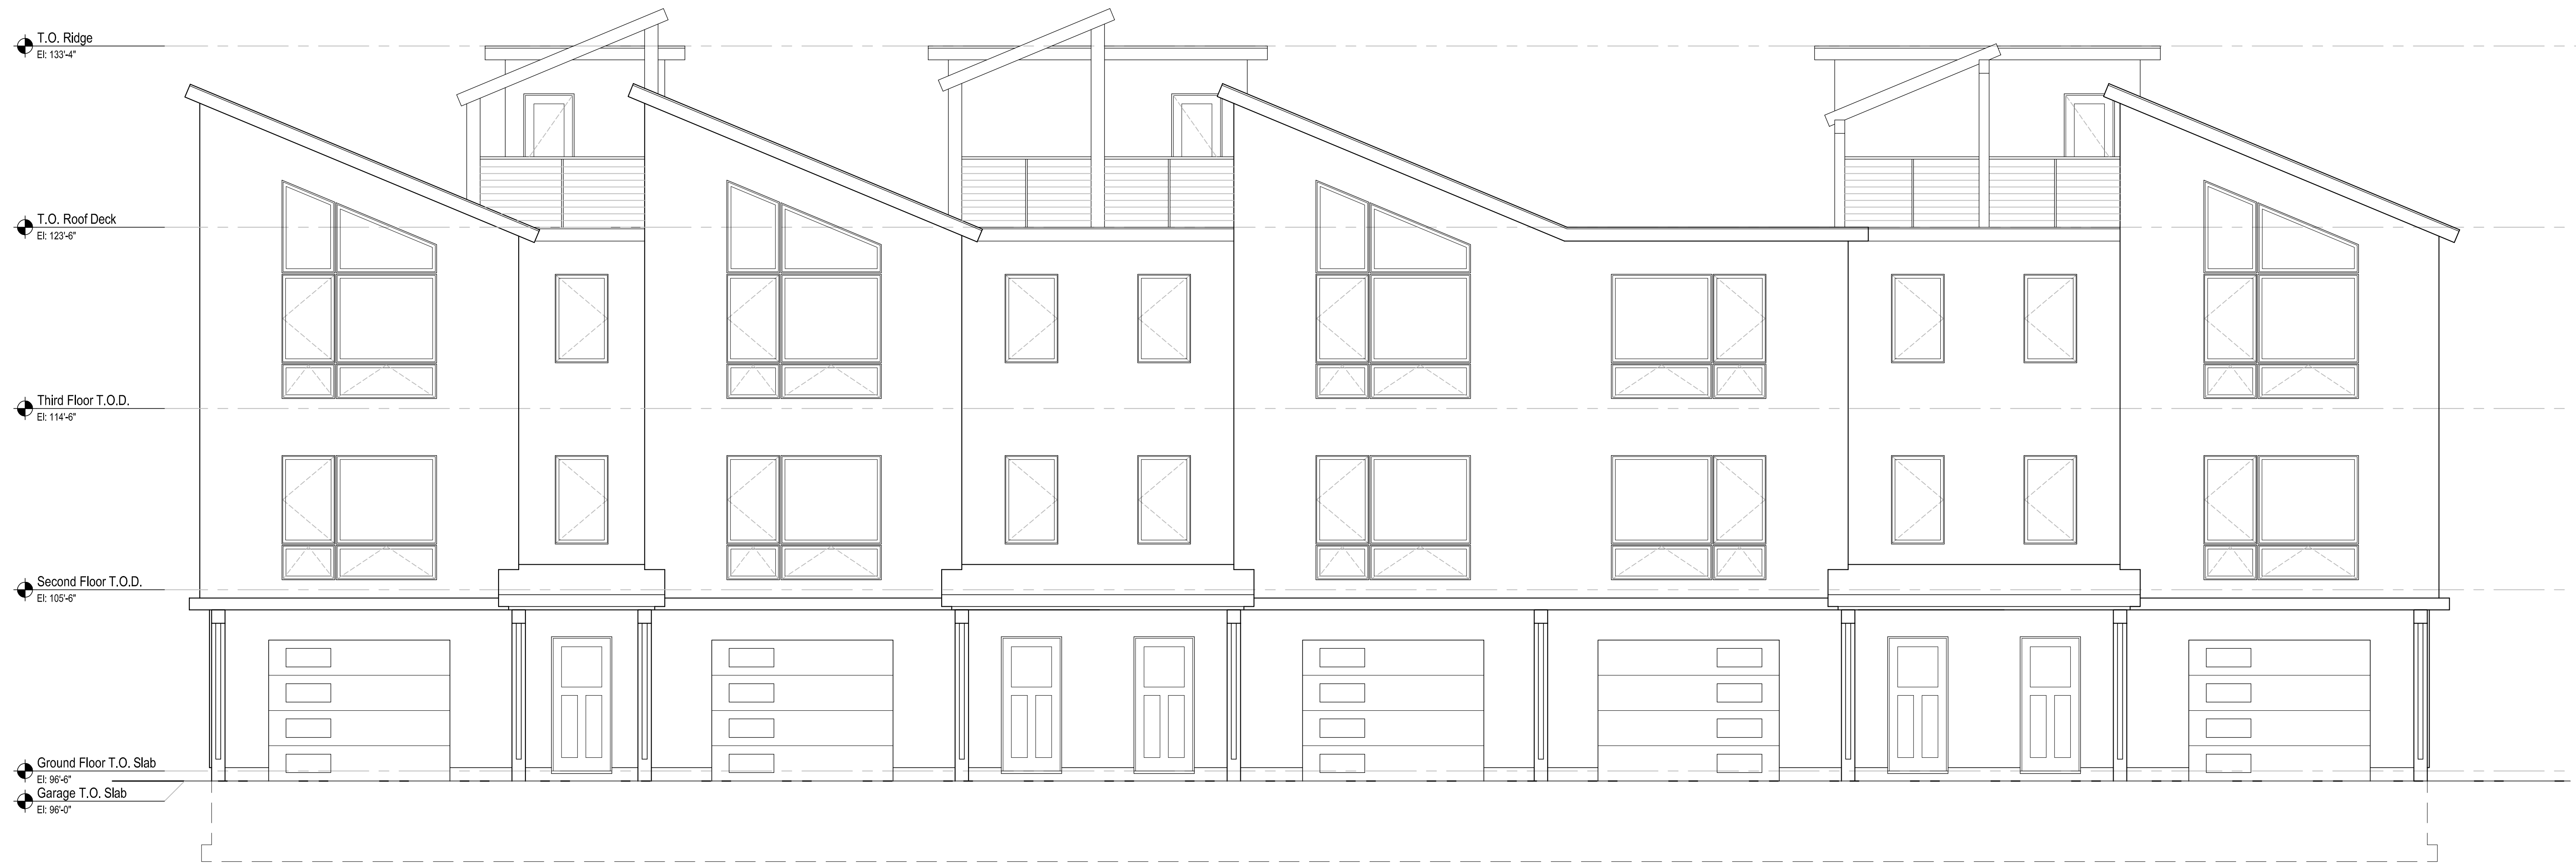 T.O. Ridge
El: 133'-4"
T.O. Roof Deck
El: 123'-6"
Third Floor T.O.D.
El: 114'-6"
Second Floor T.O.D.
El: 105'-6"
Ground Floor T.O. Slab
El: 96'-6"
Garage T.O. Slab
El: 96'-0"